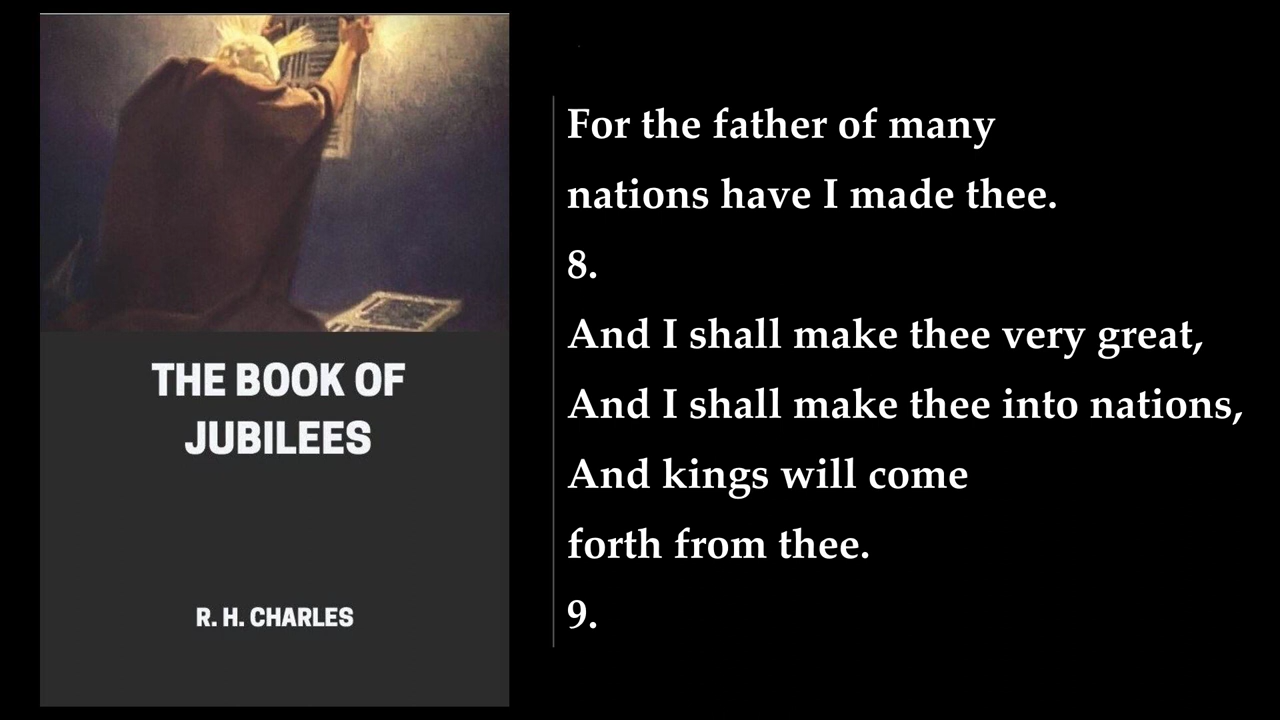 THE BOOK OF
JUBILEES
R. H. CHARLES
For the father of many
nations have I made thee.
8.
And I shall make thee very great,
And I shall make thee into nations,
And kings will come
forth from thee.
9.